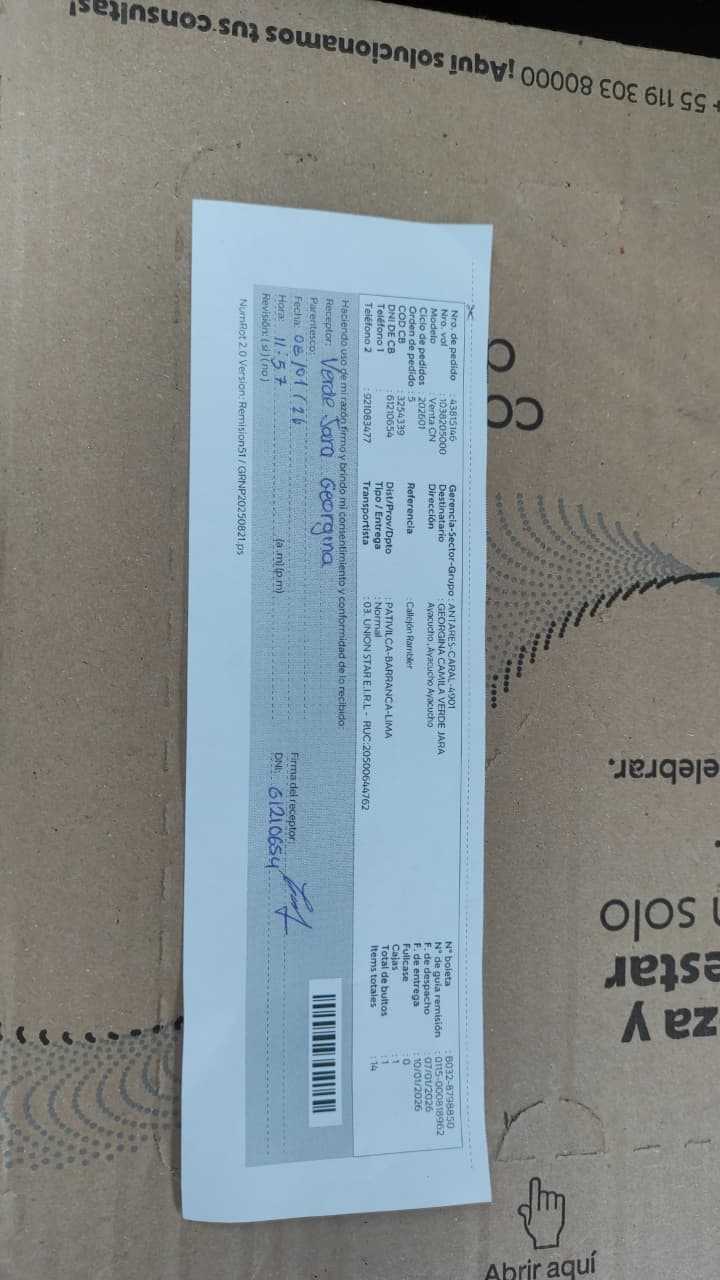 + 55 119 303 80000 ¡Aquí solucionamos tus consultas!
Nro. de pedido : 43815146
Nro. val : 1038205000
Modelo : Venta CN
Ciclo de pedidos : 202601
Orden de pedido : 5
COD CB : 3254339
DNI DE CB : 61210654
Teléfono 1 :
Teléfono 2 : 921083477
Gerencia-Sector-Grupo : ANTARES-CARAL-4901
Destinatario : GEORGINA CAMILA VERDE JARA
Dirección : Ayacucho , Ayacucho Ayacucho
Referencia : Callejón Rambler
Dist/Prov/Dpto : PATIVILCA-BARRANCA-LIMA
Tipo / Entrega : Normal
Transportista : 03. UNION STAR E.I.R.L - RUC:20500644762
N° boleta : B032-8798850
N° de guía remisión : 0115-000818962
F. de despacho : 07/01/2026
F. de entrega : 10/01/2026
Fullcase : 0
Cajas : 1
Total de bultos : 1
Items totales : 14
Haciendo uso de mi razón firmo y brindo mi consentimiento y conformidad de lo recibido:
Receptor: Verde Jara Georgina
Parentesco:
Fecha: 08/01/26
Hora: 11:57 (a.m)(p.m)
Revisión: (si)(no)
Firma del receptor:
DNI: 61210654
NumRot 2.0 Version: Remision51 / GRNP20250821.ps
CO
elebrar.
solo
estar
za y
Abrir aquí